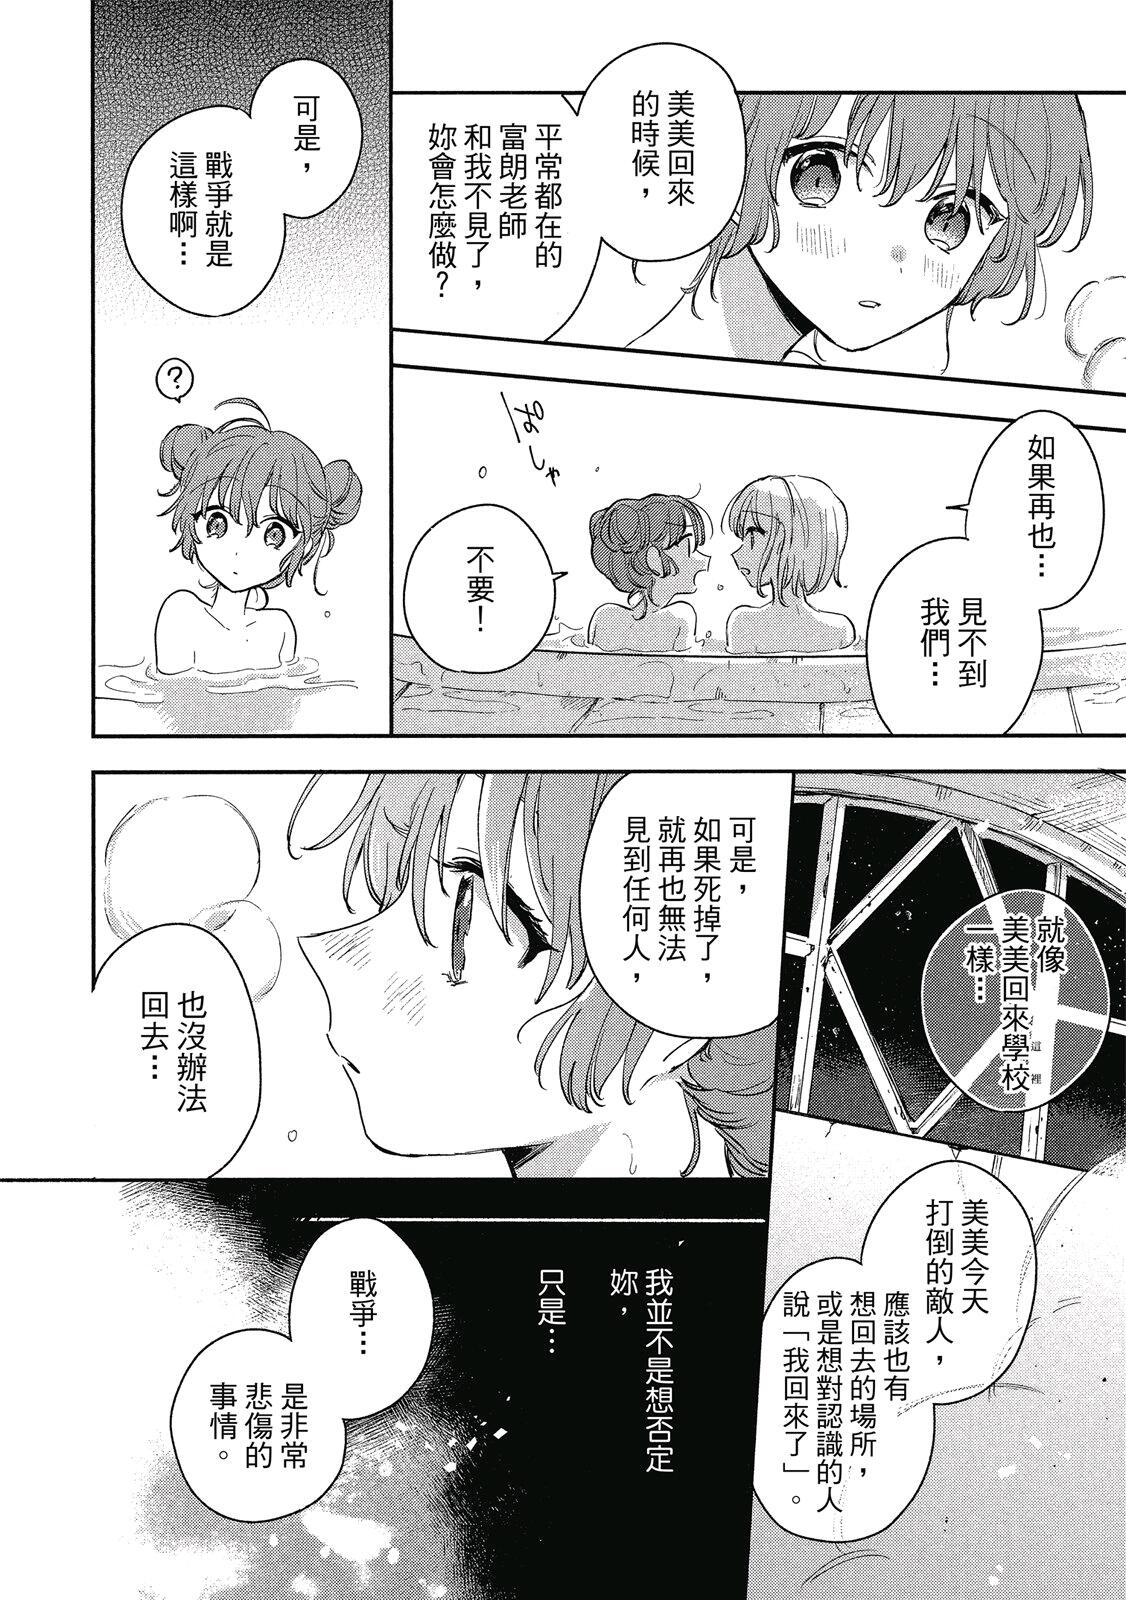 美美回來
的時候，
平常都在的
富朗老師
和我不見了，
妳會怎麼做？
如果再也…
見不到
我們…
ばしゃ
不要！
可是，
戰爭就是
這樣啊…
？
就像
美美回來學校
一樣…
這裡
美美今天
打倒的敵人，
應該也有
想回去的場所，
或是想對認識的人
說「我回來了」。
可是，
如果死掉了，
就再也無法
見到任何人，
也沒辦法
回去…
我並不是想否定
妳，
只是…
戰爭…
是非常
悲傷的
事情。